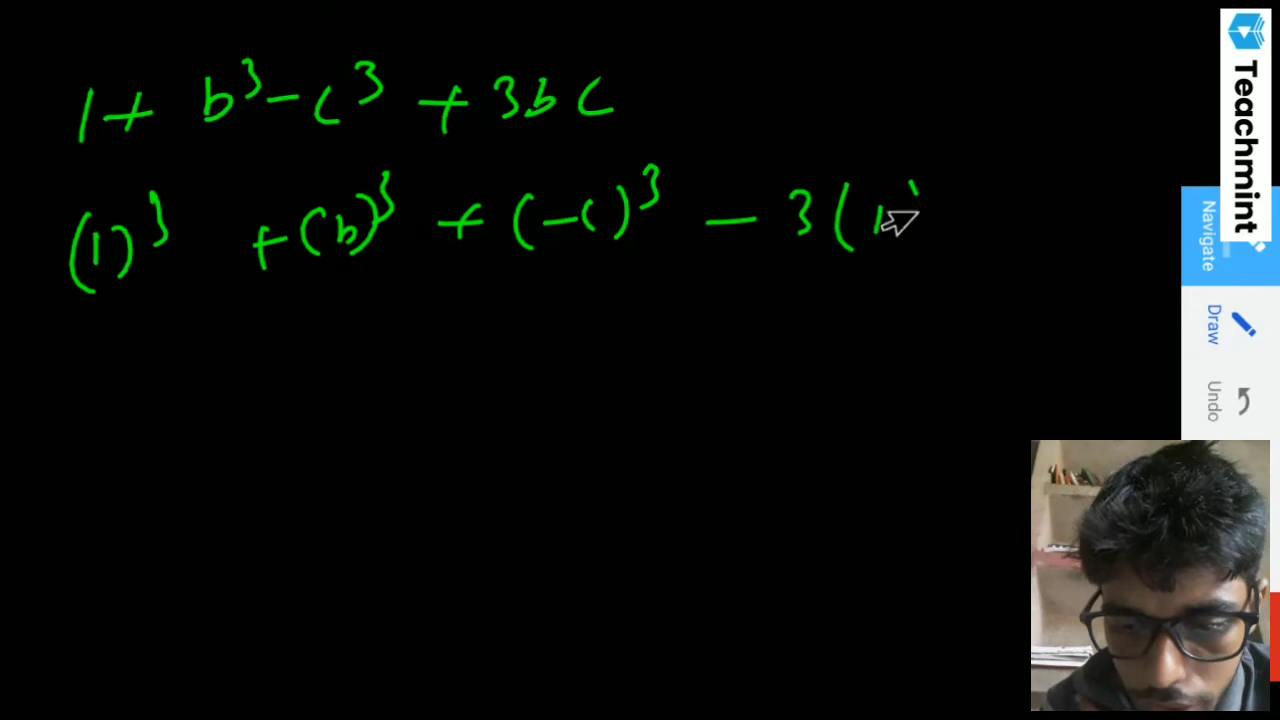 1 + b³ - c³ + 3bc
(1)³ + (b)³ + (-c)³ - 3(1)
Teachmint
Navigate
Draw
Undo